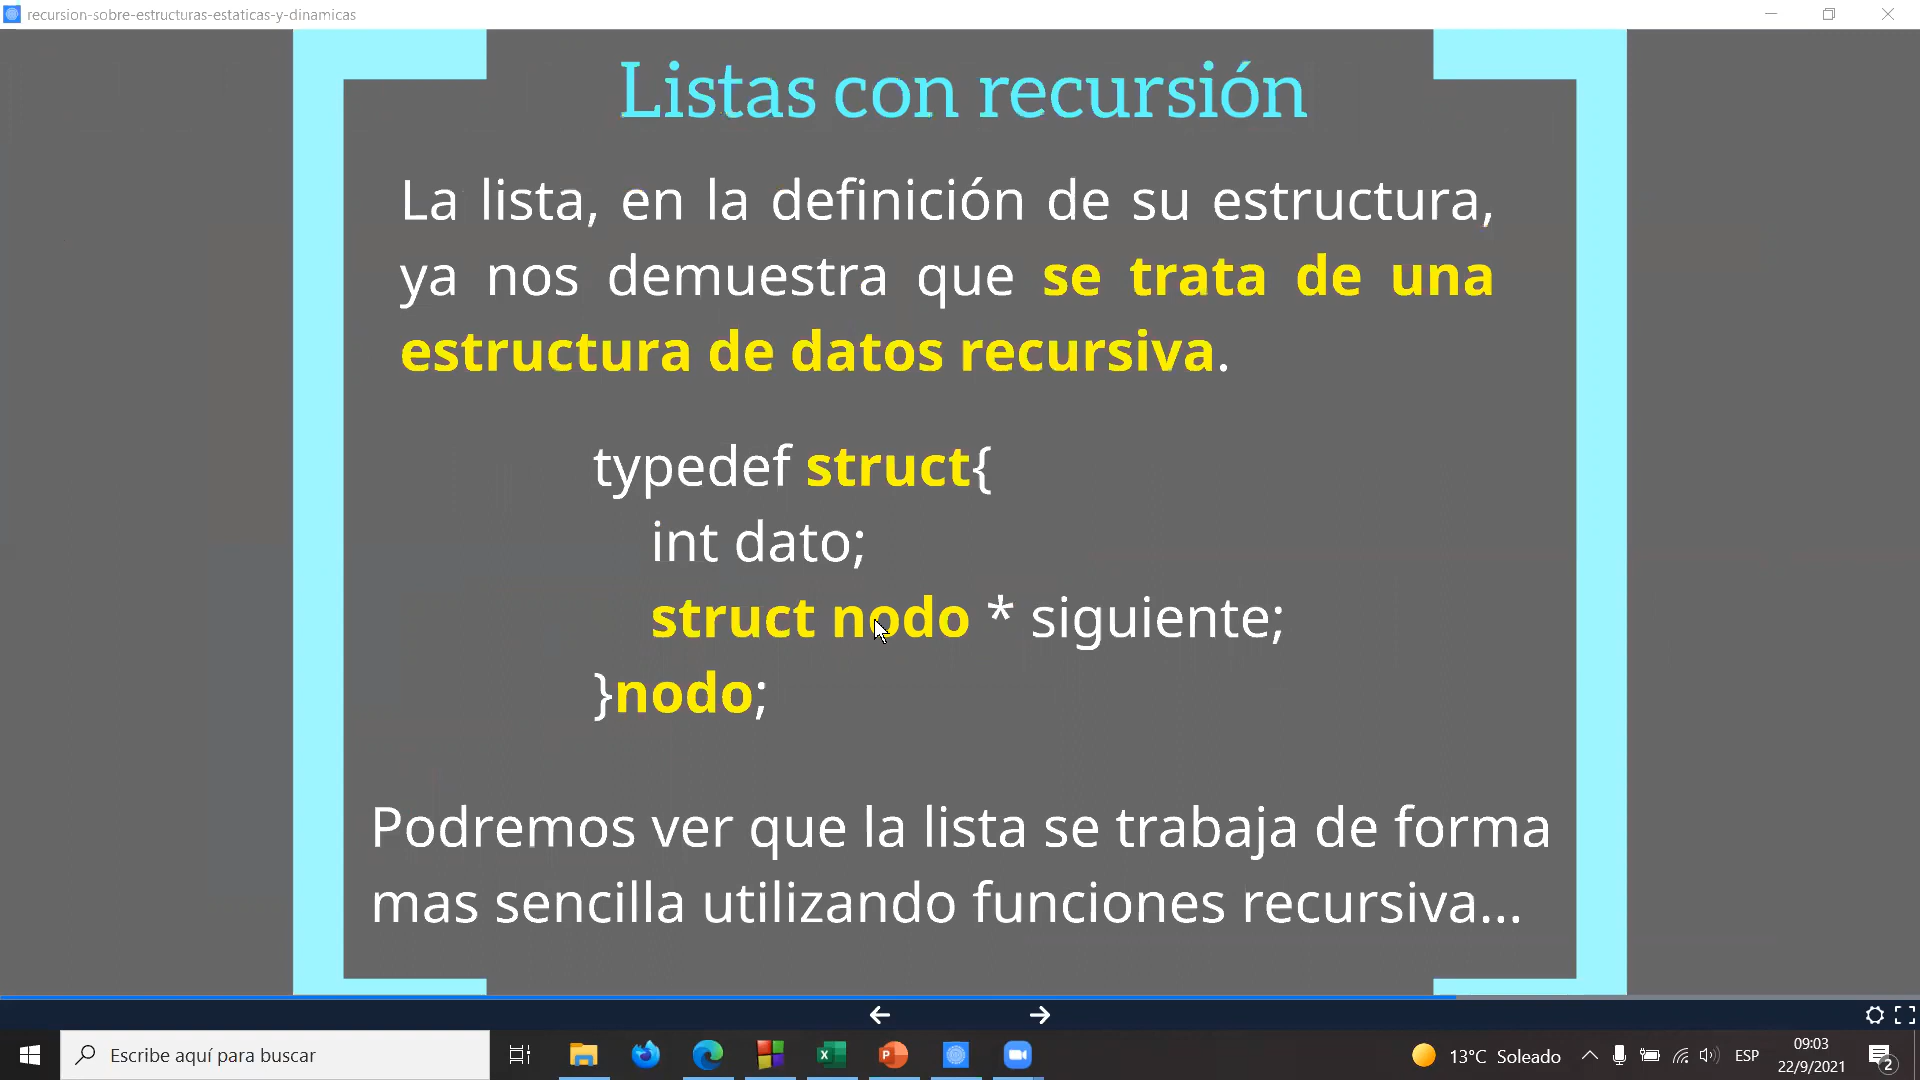 recursion-sobre-estructuras-estaticas-y-dinamicas
Listas con recursión
La lista, en la definición de su estructura,
ya nos demuestra que se trata de una
estructura de datos recursiva.
typedef struct{
int dato;
struct nodo * siguiente;
}nodo;
Podremos ver que la lista se trabaja de forma
mas sencilla utilizando funciones recursiva...
Escribe aquí para buscar
13°C Soleado
ESP
09:03
22/9/2021
2